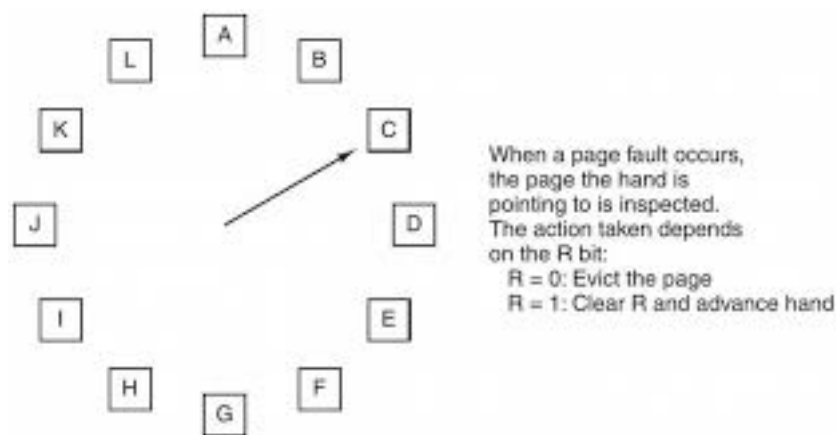 A
L
B
K
C
J
D
I
E
H
F
G
When a page fault occurs,
the page the hand is
pointing to is inspected.
The action taken depends
on the R bit:
R = 0: Evict the page
R = 1: Clear R and advance hand